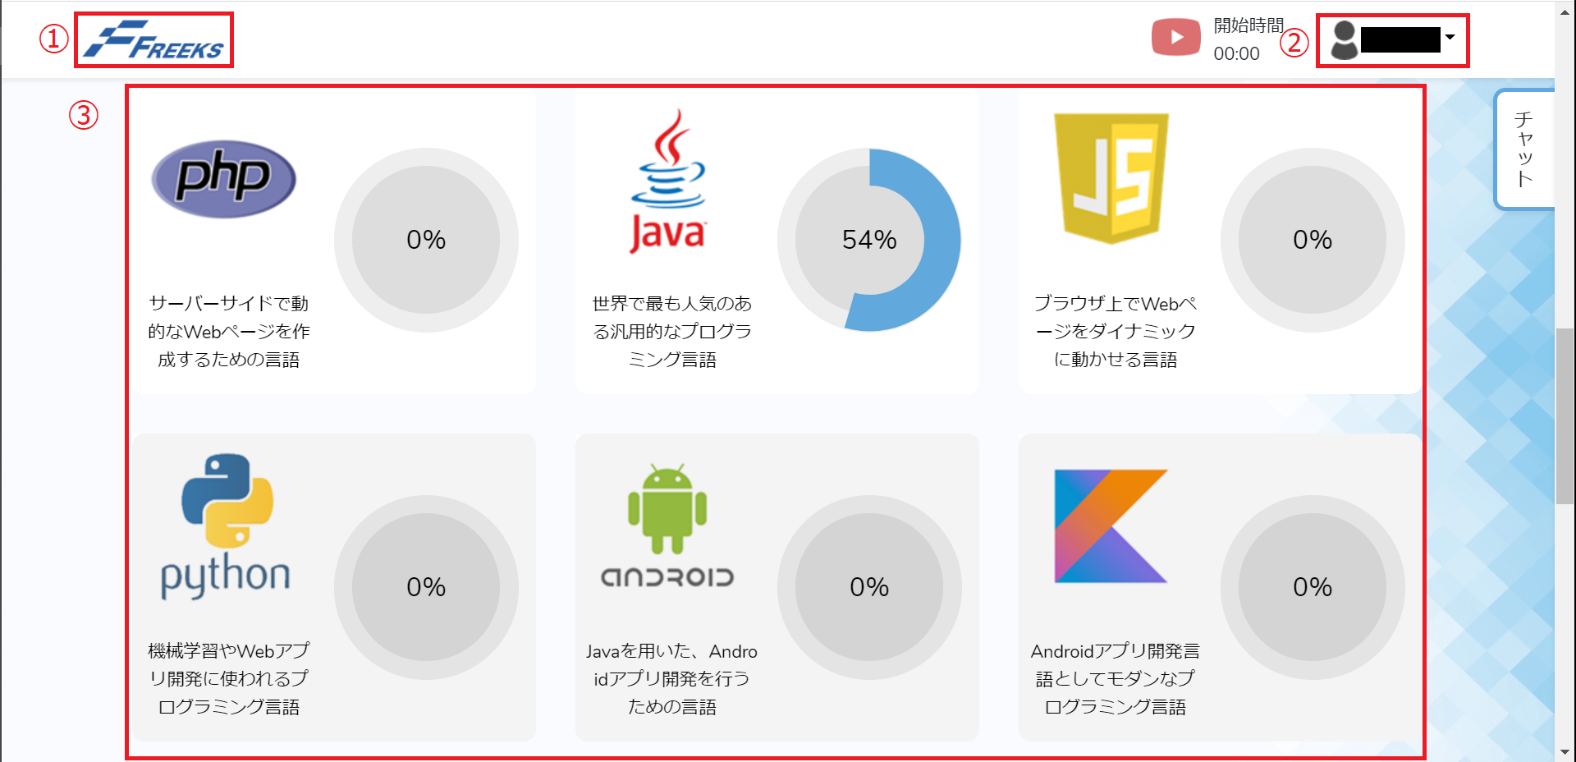 ①
FREEKS
開始時間
00:00
②
③
チャット
php
0%
サーバーサイドで動
的なWebページを作
成するための言語
Java
54%
世界で最も人気のあ
る汎用的なプログラ
ミング言語
JS
0%
ブラウザ上でWebペ
ージをダイナミック
に動かせる言語
python
0%
機械学習やWebアプ
リ開発に使われるプ
ログラミング言語
ANDROID
0%
Javaを用いた、Andro
idアプリ開発を行う
ための言語
0%
Androidアプリ開発言
語としてモダンなプ
ログラミング言語